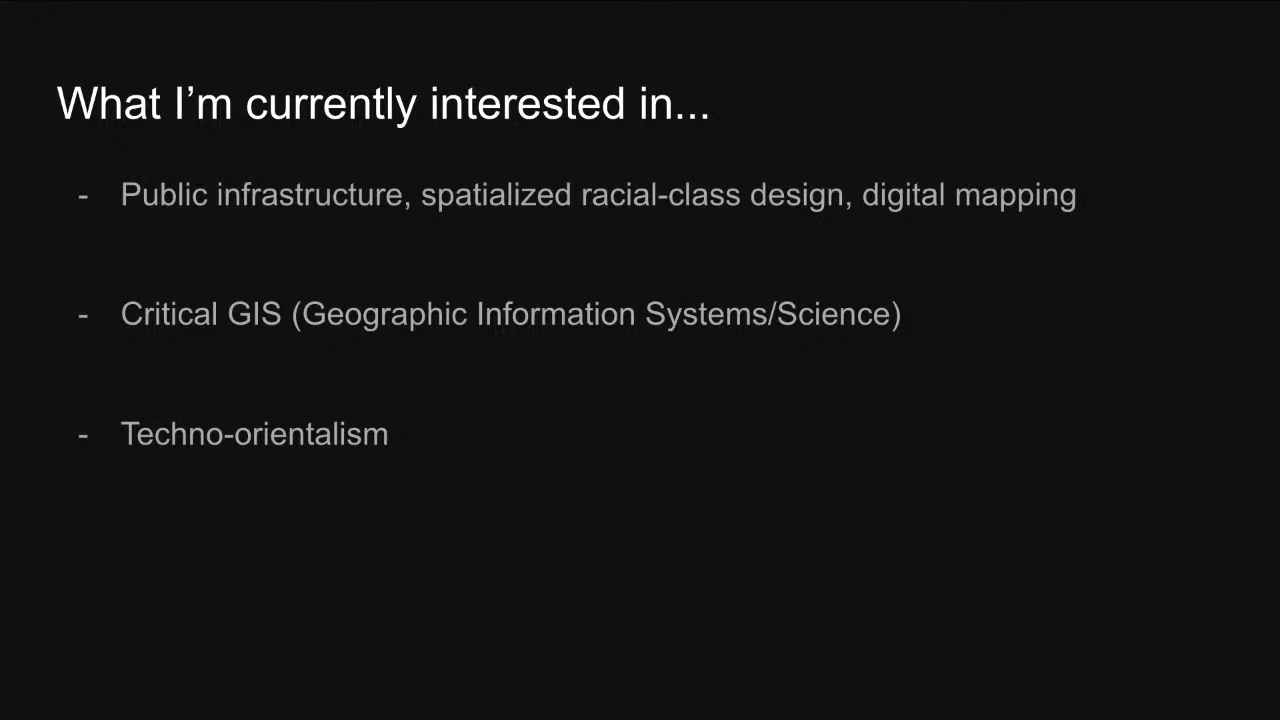 What I’m currently interested in...
- Public infrastructure, spatialized racial-class design, digital mapping
- Critical GIS (Geographic Information Systems/Science)
- Techno-orientalism